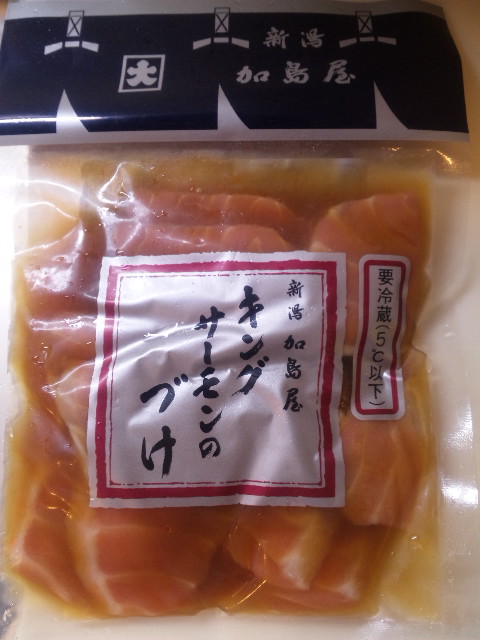 新潟
加島屋
新潟 加島屋
キング
サーモンの
づけ
要冷蔵(5℃以下)